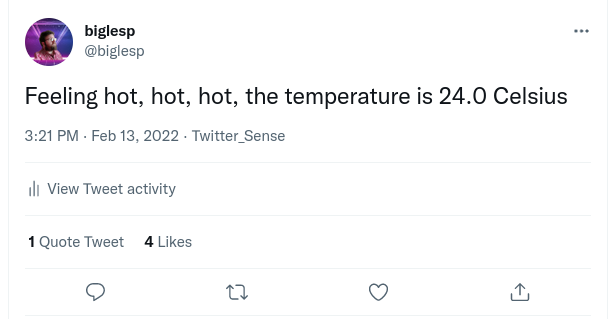 biglesp
@biglesp
Feeling hot, hot, hot, the temperature is 24.0 Celsius
3:21 PM · Feb 13, 2022 · Twitter_Sense
View Tweet activity
1 Quote Tweet 4 Likes